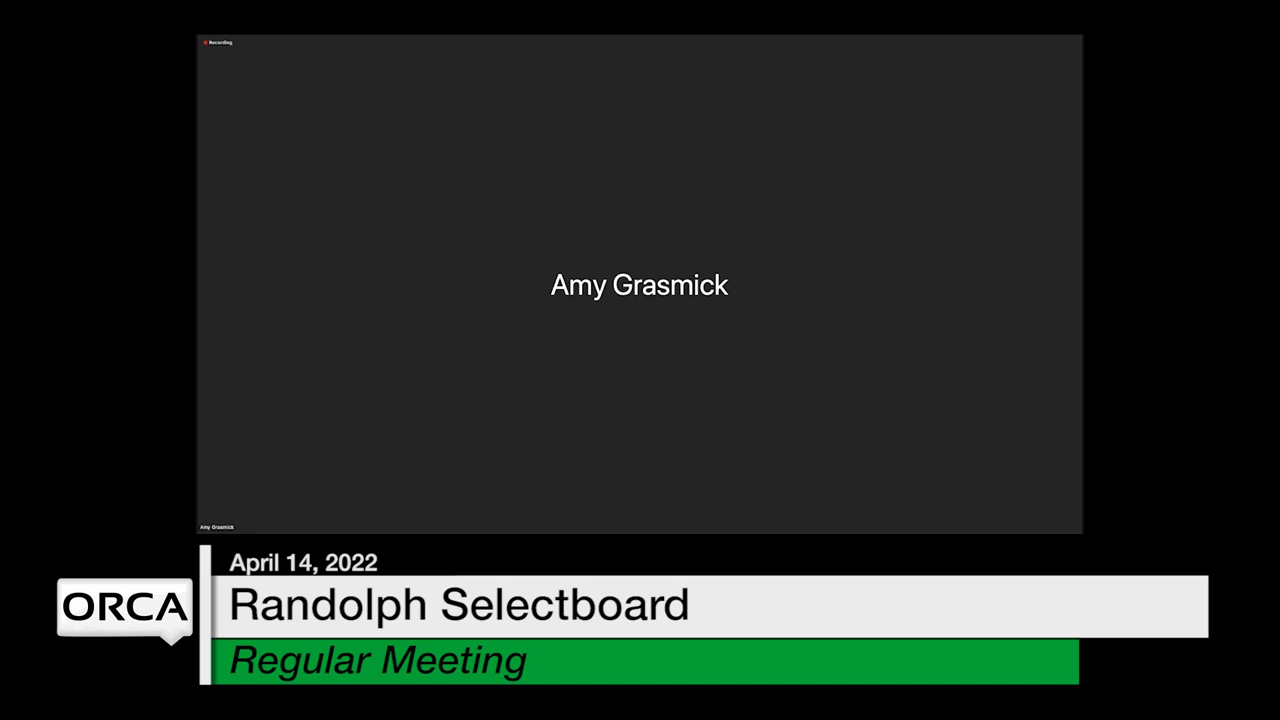 Recording
Amy Grasmick
Amy Grasmick
April 14, 2022
ORCA
Randolph Selectboard
Regular Meeting